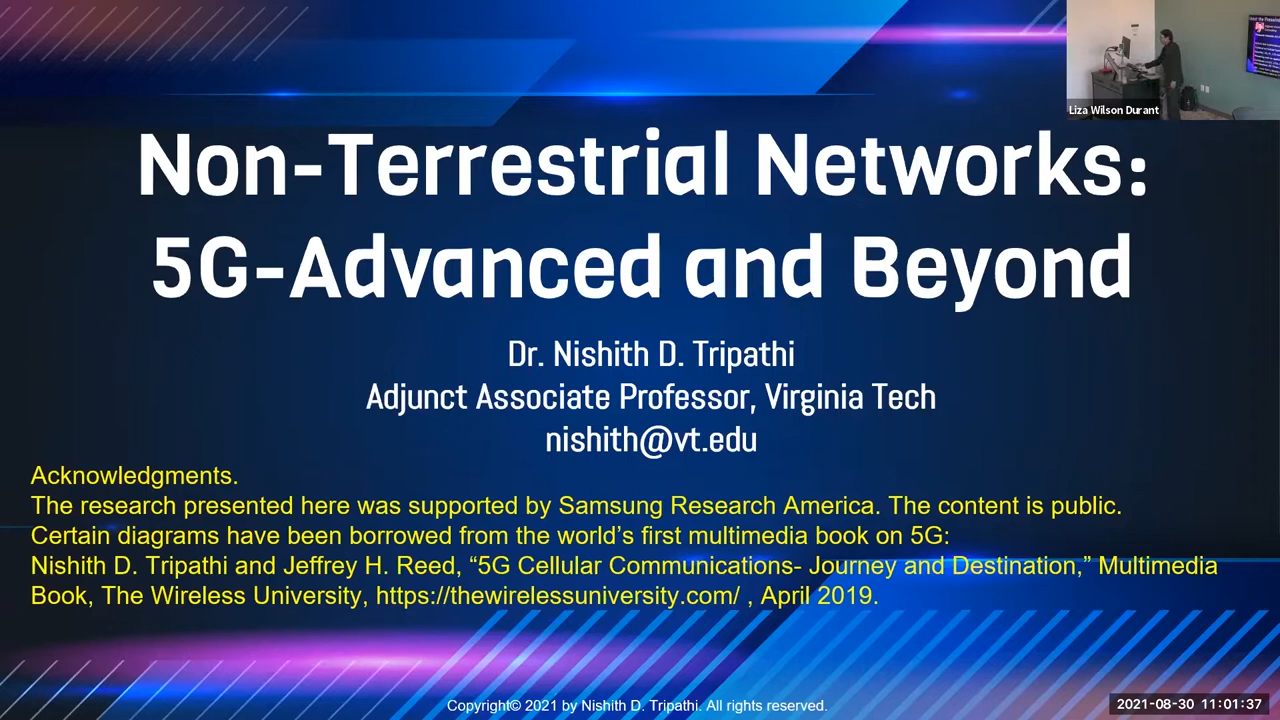 Non-Terrestrial Networks:
5G-Advanced and Beyond
Dr. Nishith D. Tripathi
Adjunct Associate Professor, Virginia Tech
nishith@vt.edu
Acknowledgments.
The research presented here was supported by Samsung Research America. The content is public.
Certain diagrams have been borrowed from the world’s first multimedia book on 5G:
Nishith D. Tripathi and Jeffrey H. Reed, “5G Cellular Communications- Journey and Destination,” Multimedia
Book, The Wireless University, https://thewirelessuniversity.com/ , April 2019.
Copyright© 2021 by Nishith D. Tripathi. All rights reserved.
Liza Wilson Durant
2021-08-30 11:01:37